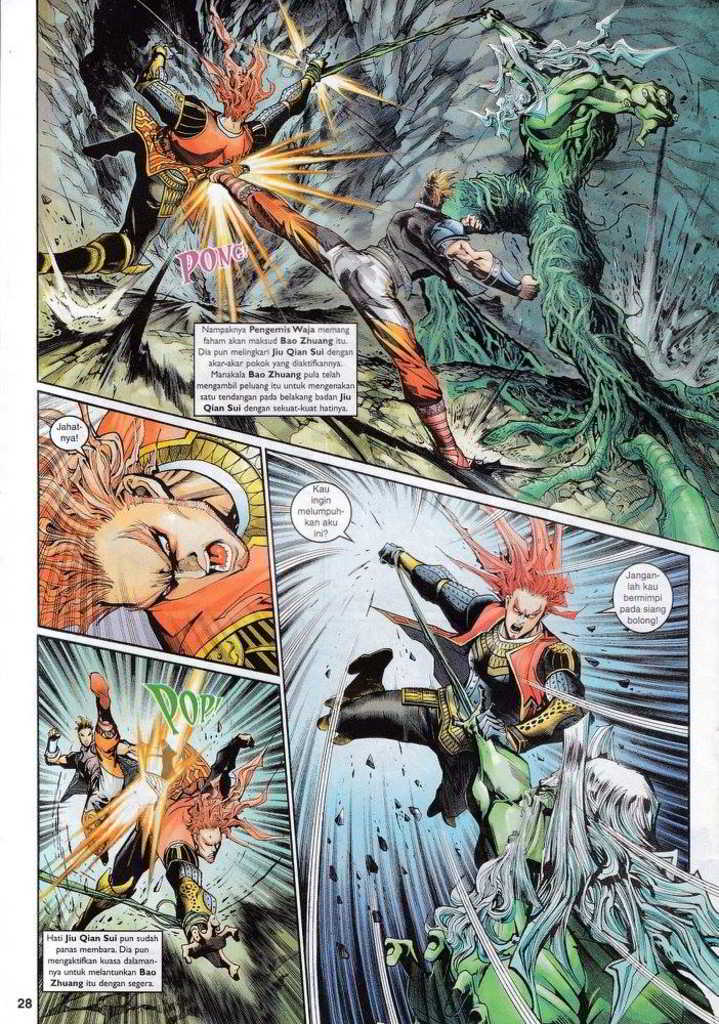 PONG!
Nampaknya Pengemis Waja memang
faham akan maksud Bao Zhuang itu.
Dia pun melingkari Jiu Qian Sui dengan
akar-akar pokok yang diaktifkannya.
Manakala Bao Zhuang pula telah
mengambil peluang itu untuk mengenakan
satu tendangan pada belakang badan Jiu
Qian Sui dengan sekuat-kuat hatinya.
Jahat-
nya!
Kau
ingin
melumpuh-
kan aku
ini?
Jangan-
lah kau
bermimpi
pada siang
bolong!
POP!
Hati Jiu Qian Sui pun sudah
panas membara. Dia pun
mengaktifkan kuasa dalaman-
nya untuk melantunkan Bao
Zhuang itu dengan segera.
28